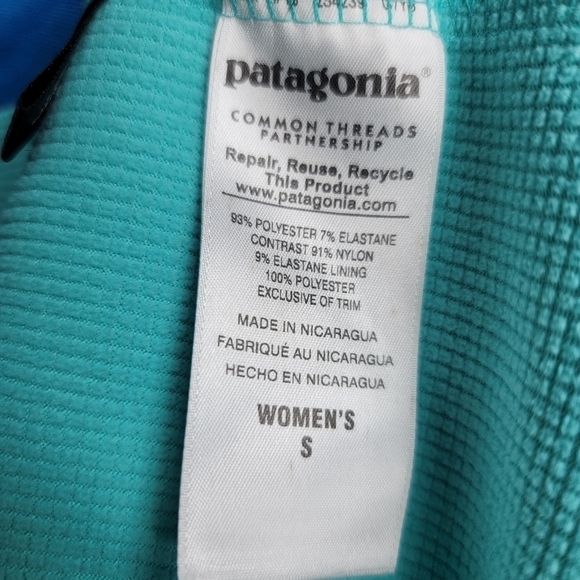 patagonia®
COMMON THREADS
PARTNERSHIP
Repair, Reuse, Recycle
This Product
www.patagonia.com
93% POLYESTER 7% ELASTANE
CONTRAST 91% NYLON
9% ELASTANE LINING
100% POLYESTER
EXCLUSIVE OF TRIM
MADE IN NICARAGUA
FABRIQUÉ AU NICARAGUA
HECHO EN NICARAGUA
WOMEN'S
S